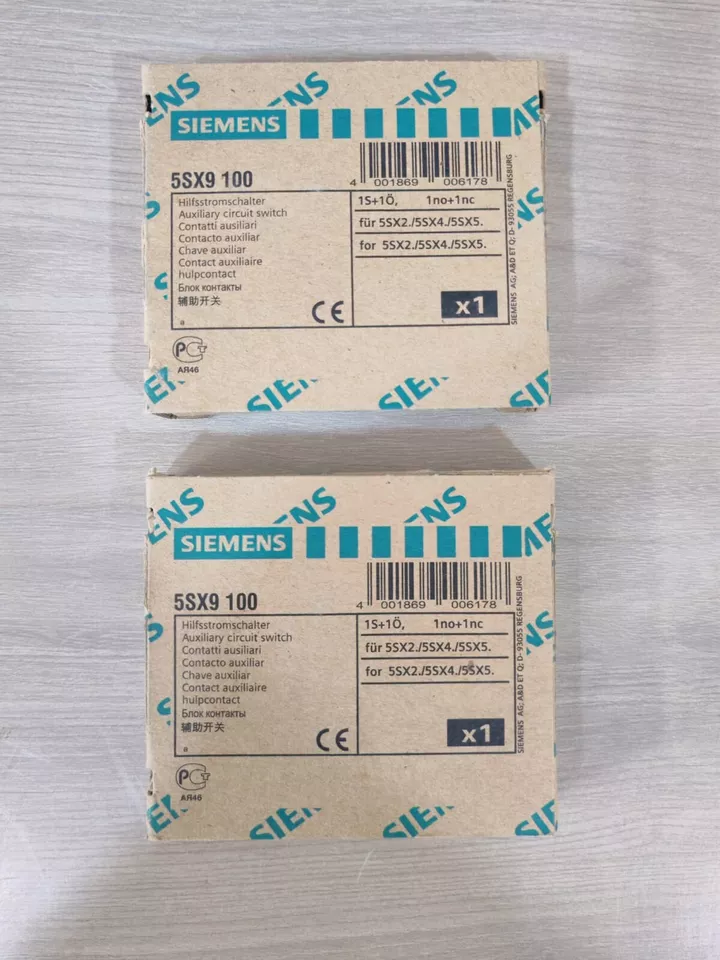 SIEMENS
5SX9 100
4 001869 006178
Hilfsstromschalter
Auxiliary circuit switch
Contatti ausiliari
Contacto auxiliar
Chave auxiliar
Contact auxiliaire
hulpcontact
Блок контакты
辅助开关
a
1S+1Ö, 1no+1nc
für 5SX2./5SX4./5SX5.
for 5SX2./5SX4./5SX5.
x1
CE
SIEMENS AG; A&D ET Q; D- 93055 REGENSBURG
РСТ
АЯ46
SIEMENS
5SX9 100
4 001869 006178
Hilfsstromschalter
Auxiliary circuit switch
Contatti ausiliari
Contacto auxiliar
Chave auxiliar
Contact auxiliaire
hulpcontact
Блок контакты
辅助开关
a
1S+1Ö, 1no+1nc
für 5SX2./5SX4./5SX5.
for 5SX2./5SX4./5SX5.
x1
CE
SIEMENS AG; A&D ET Q; D- 93055 REGENSBURG
РСТ
АЯ46